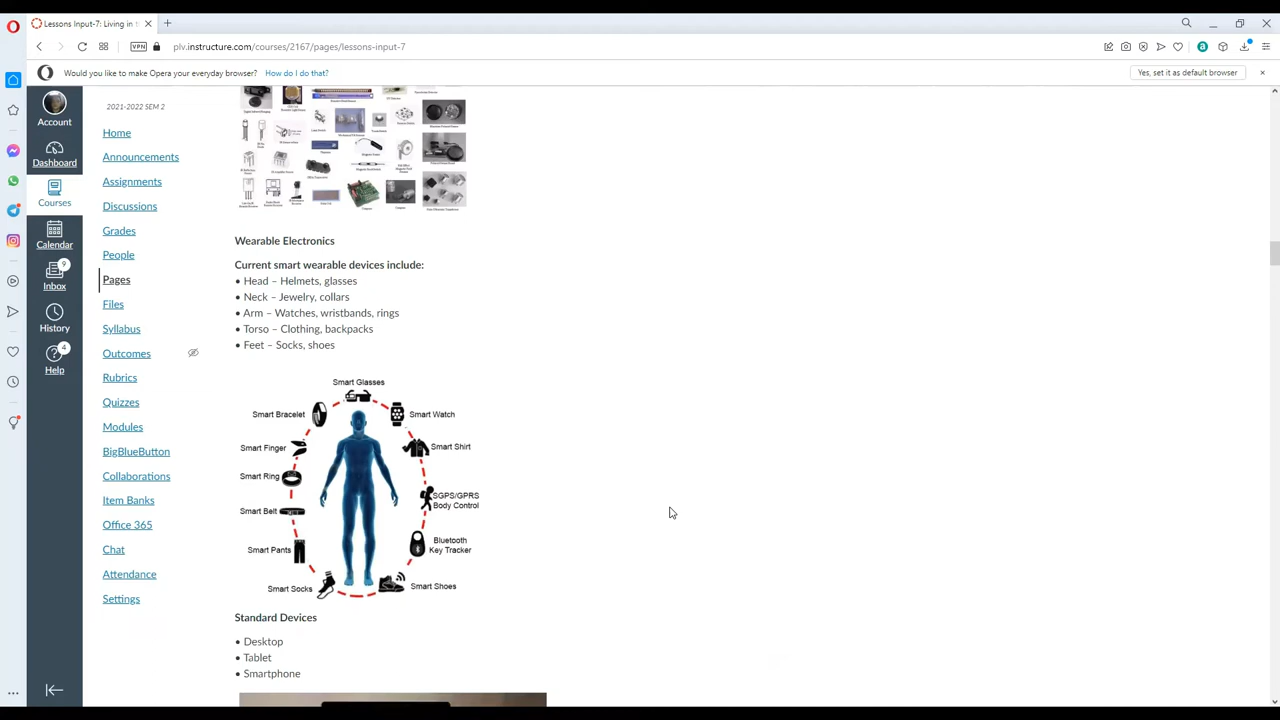 Lessons Input-7: Living in t
VPN
plv.instructure.com/courses/2167/pages/lessons-input-7
Would you like to make Opera your everyday browser? How do I do that?
Yes, set it as default browser
Account
Dashboard
Courses
Calendar
9
Inbox
History
4
Help
2021-2022 SEM 2
Home
Announcements
Assignments
Discussions
Grades
People
Pages
Files
Syllabus
Outcomes
Rubrics
Quizzes
Modules
BigBlueButton
Collaborations
Item Banks
Office 365
Chat
Attendance
Settings
Wearable Electronics
Current smart wearable devices include:
• Head – Helmets, glasses
• Neck – Jewelry, collars
• Arm – Watches, wristbands, rings
• Torso – Clothing, backpacks
• Feet – Socks, shoes
Smart Glasses
Smart Bracelet
Smart Watch
Smart Finger
Smart Shirt
Smart Ring
SGPS/GPRS
Body Control
Smart Belt
Smart Pants
Bluetooth
Key Tracker
Smart Socks
Smart Shoes
Standard Devices
• Desktop
• Tablet
• Smartphone